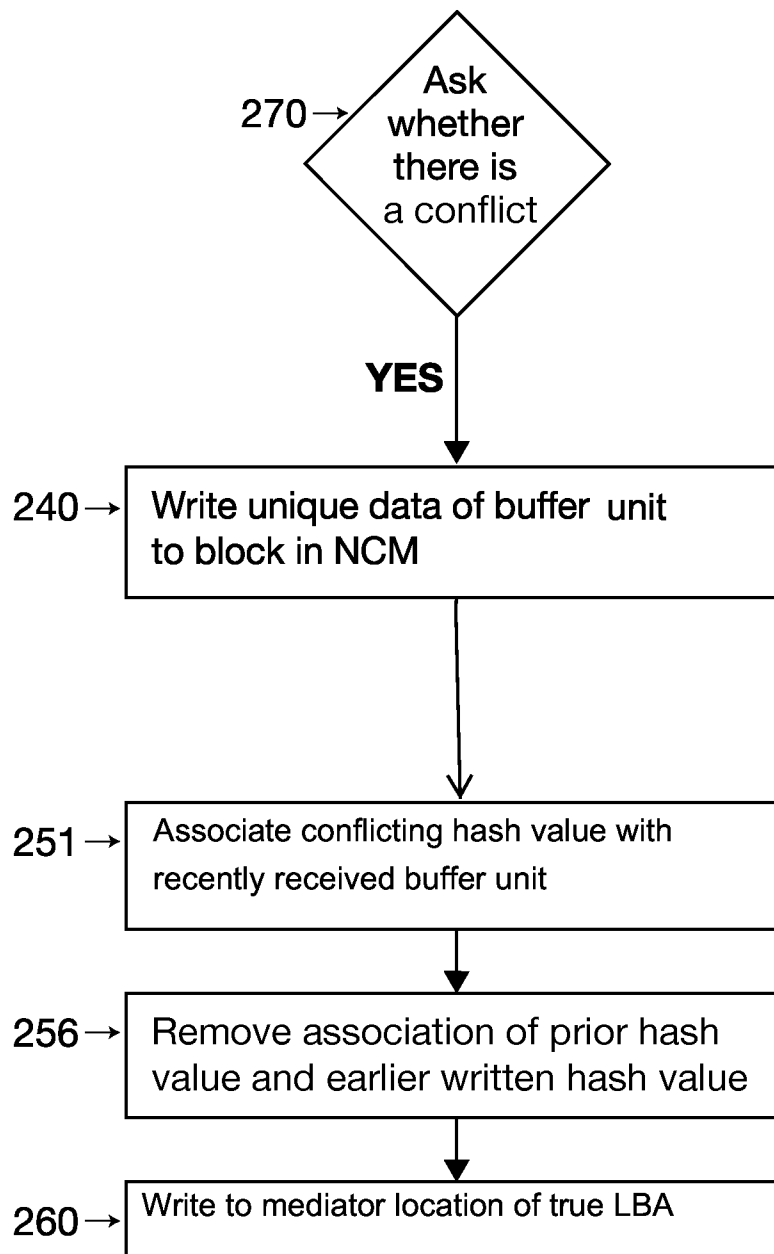 Ask
270
whether
there is
a conflict
YES
240
Write unique data of buffer unit
to block in NCM
251
Associate conflicting hash value with
recently received buffer unit
256
Remove association of prior hash
value and earlier written hash value
260
Write to mediator location of true LBA